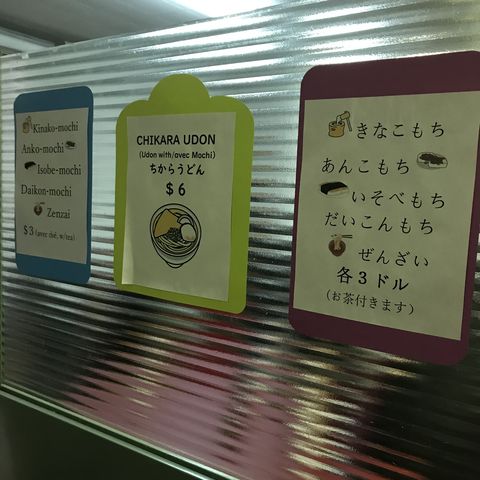 Kinako-mochi
Anko-mochi
Isobe-mochi
Daikon-mochi
Zenzai
$3 (avec thé, w/tea)
CHIKARA UDON
(Udon with/avec Mochi)
ちからうどん
$6
きなこもち
あんこもち
いそべもち
だいこんもち
ぜんざい
各3ドル
(お茶付きます)